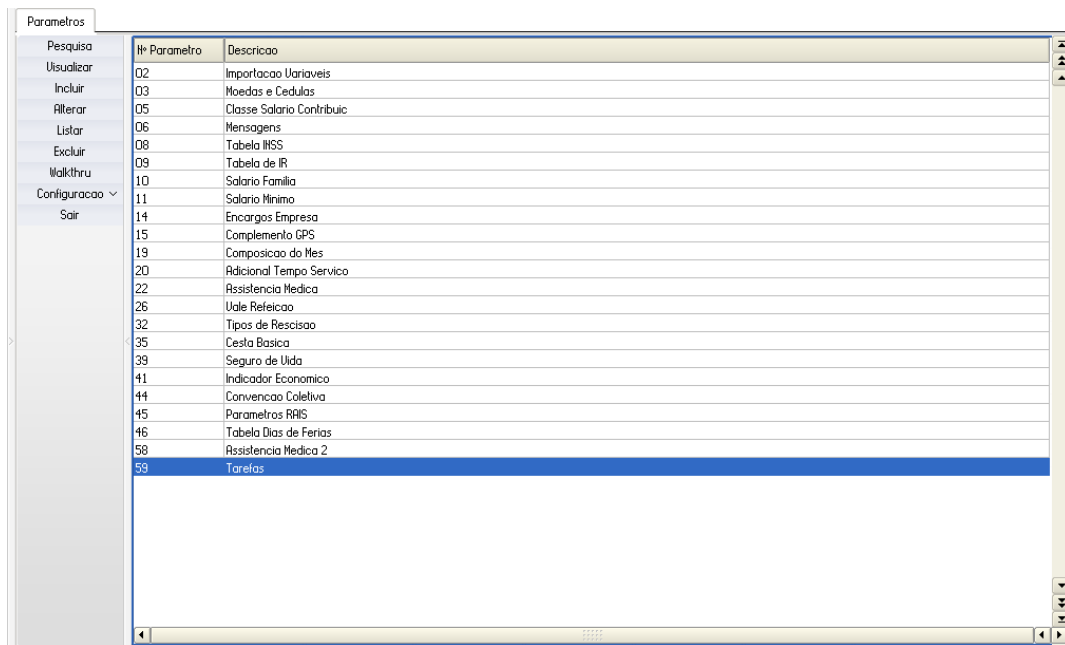 Parametros
Pesquisa
Visualizar
Incluir
Alterar
Listar
Excluir
Walkthru
Configuracao
Sair
Nº Parametro Descricao
02 Importacao Variaveis
03 Moedas e Cedulas
05 Classe Salario Contribuic
06 Mensagens
08 Tabela INSS
09 Tabela de IR
10 Salario Familia
11 Salario Minimo
14 Encargos Empresa
15 Complemento GPS
19 Composicao do Mes
20 Adicional Tempo Servico
22 Assistencia Medica
26 Vale Refeicao
32 Tipos de Rescisao
35 Cesta Basica
39 Seguro de Vida
41 Indicador Economico
44 Convencao Coletiva
45 Parametros RAIS
46 Tabela Dias de Ferias
58 Assistencia Medica 2
59 Tarefas